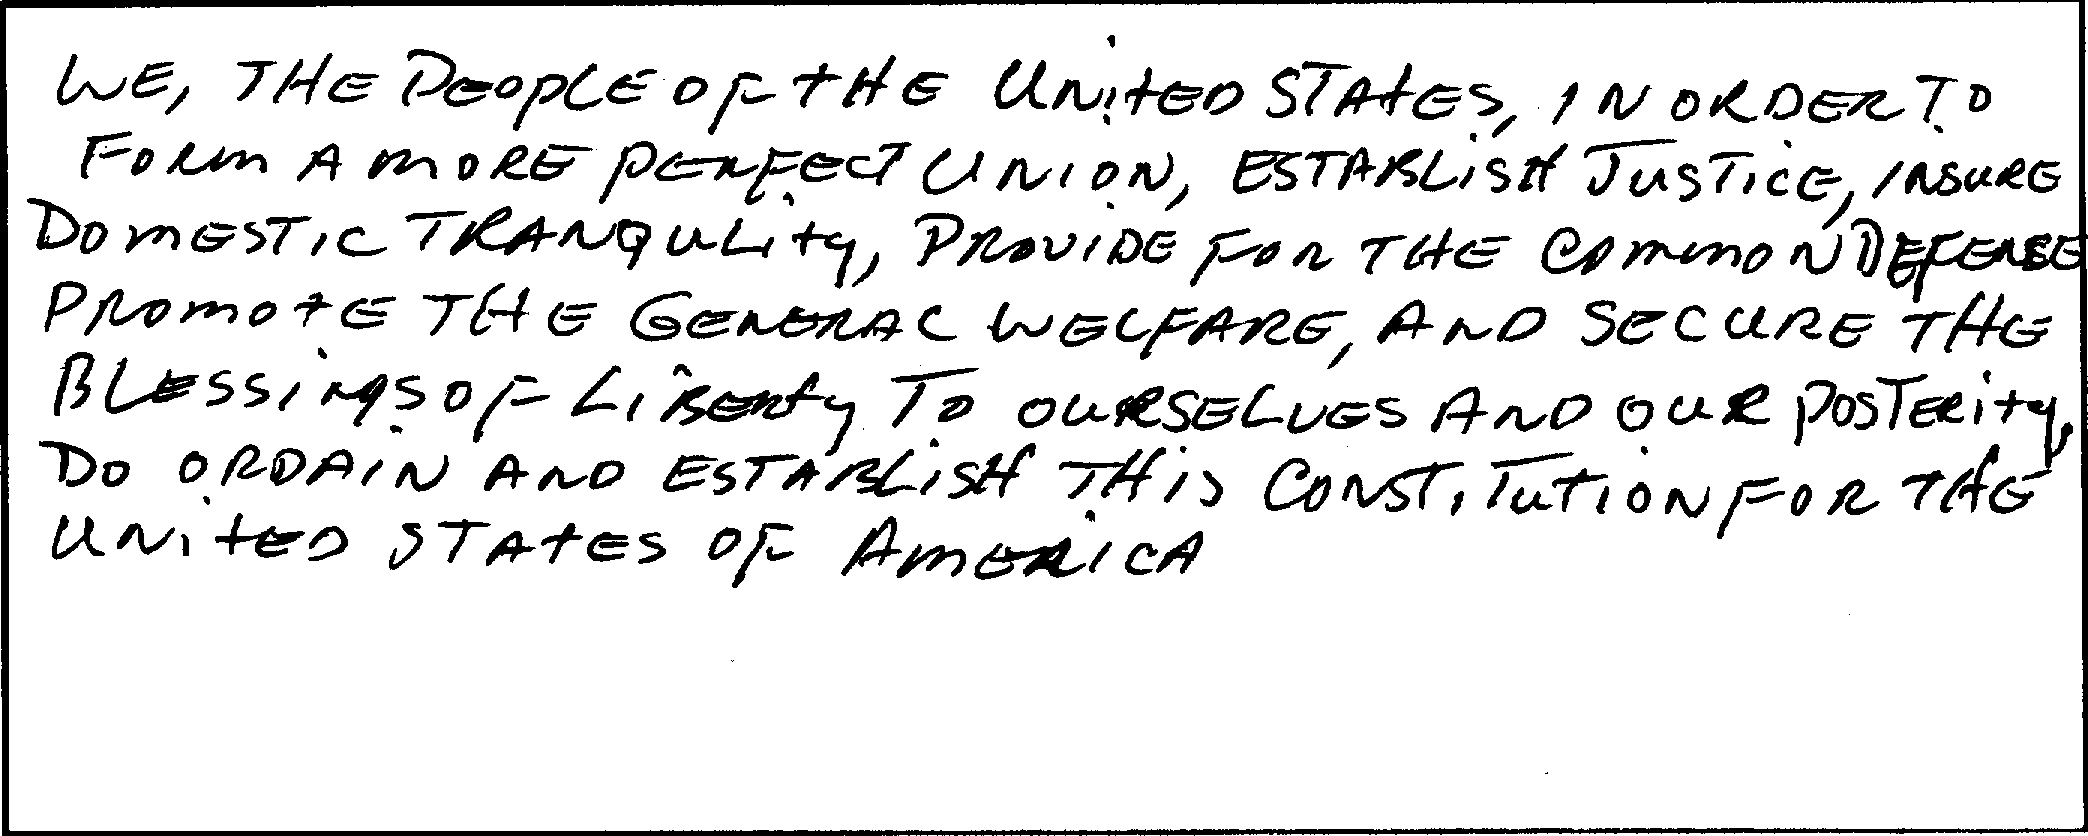 WE, THE PEOPLE OF THE UNITED STATES, IN ORDER TO
FORM A MORE PERFECT UNION, ESTABLISH JUSTICE, INSURE
DOMESTIC TRANQULITY, PROVIDE FOR THE COMMON DEFENSE
PROMOTE THE GENERAL WELFARE, AND SECURE THE
BLESSINGS OF LIBERTY TO OURSELVES AND OUR POSTERITY,
DO ORDAIN AND ESTABLISH THIS CONSTITUTION FOR THE
UNITED STATES OF AMERICA